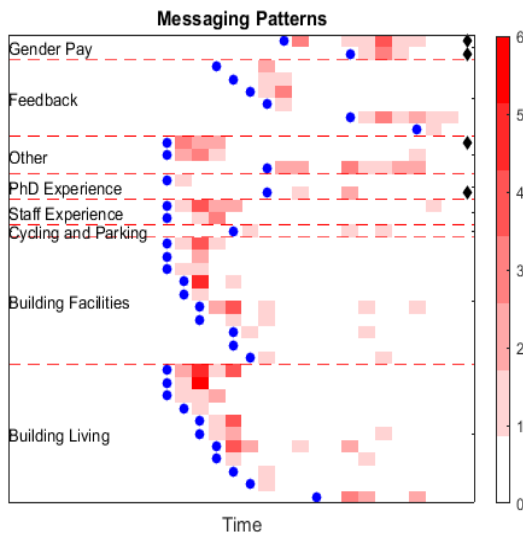 Messaging Patterns
Gender Pay
Feedback
Other
PhD Experience
Staff Experience
Cycling and Parking
Building Facilities
Building Living
Time
6
5
4
3
2
1
0